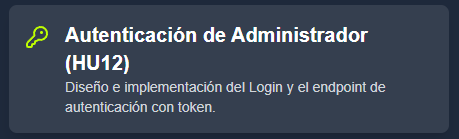 Autenticación de Administrador
(HU12)
Diseño e implementación del Login y el endpoint de
autenticación con token.